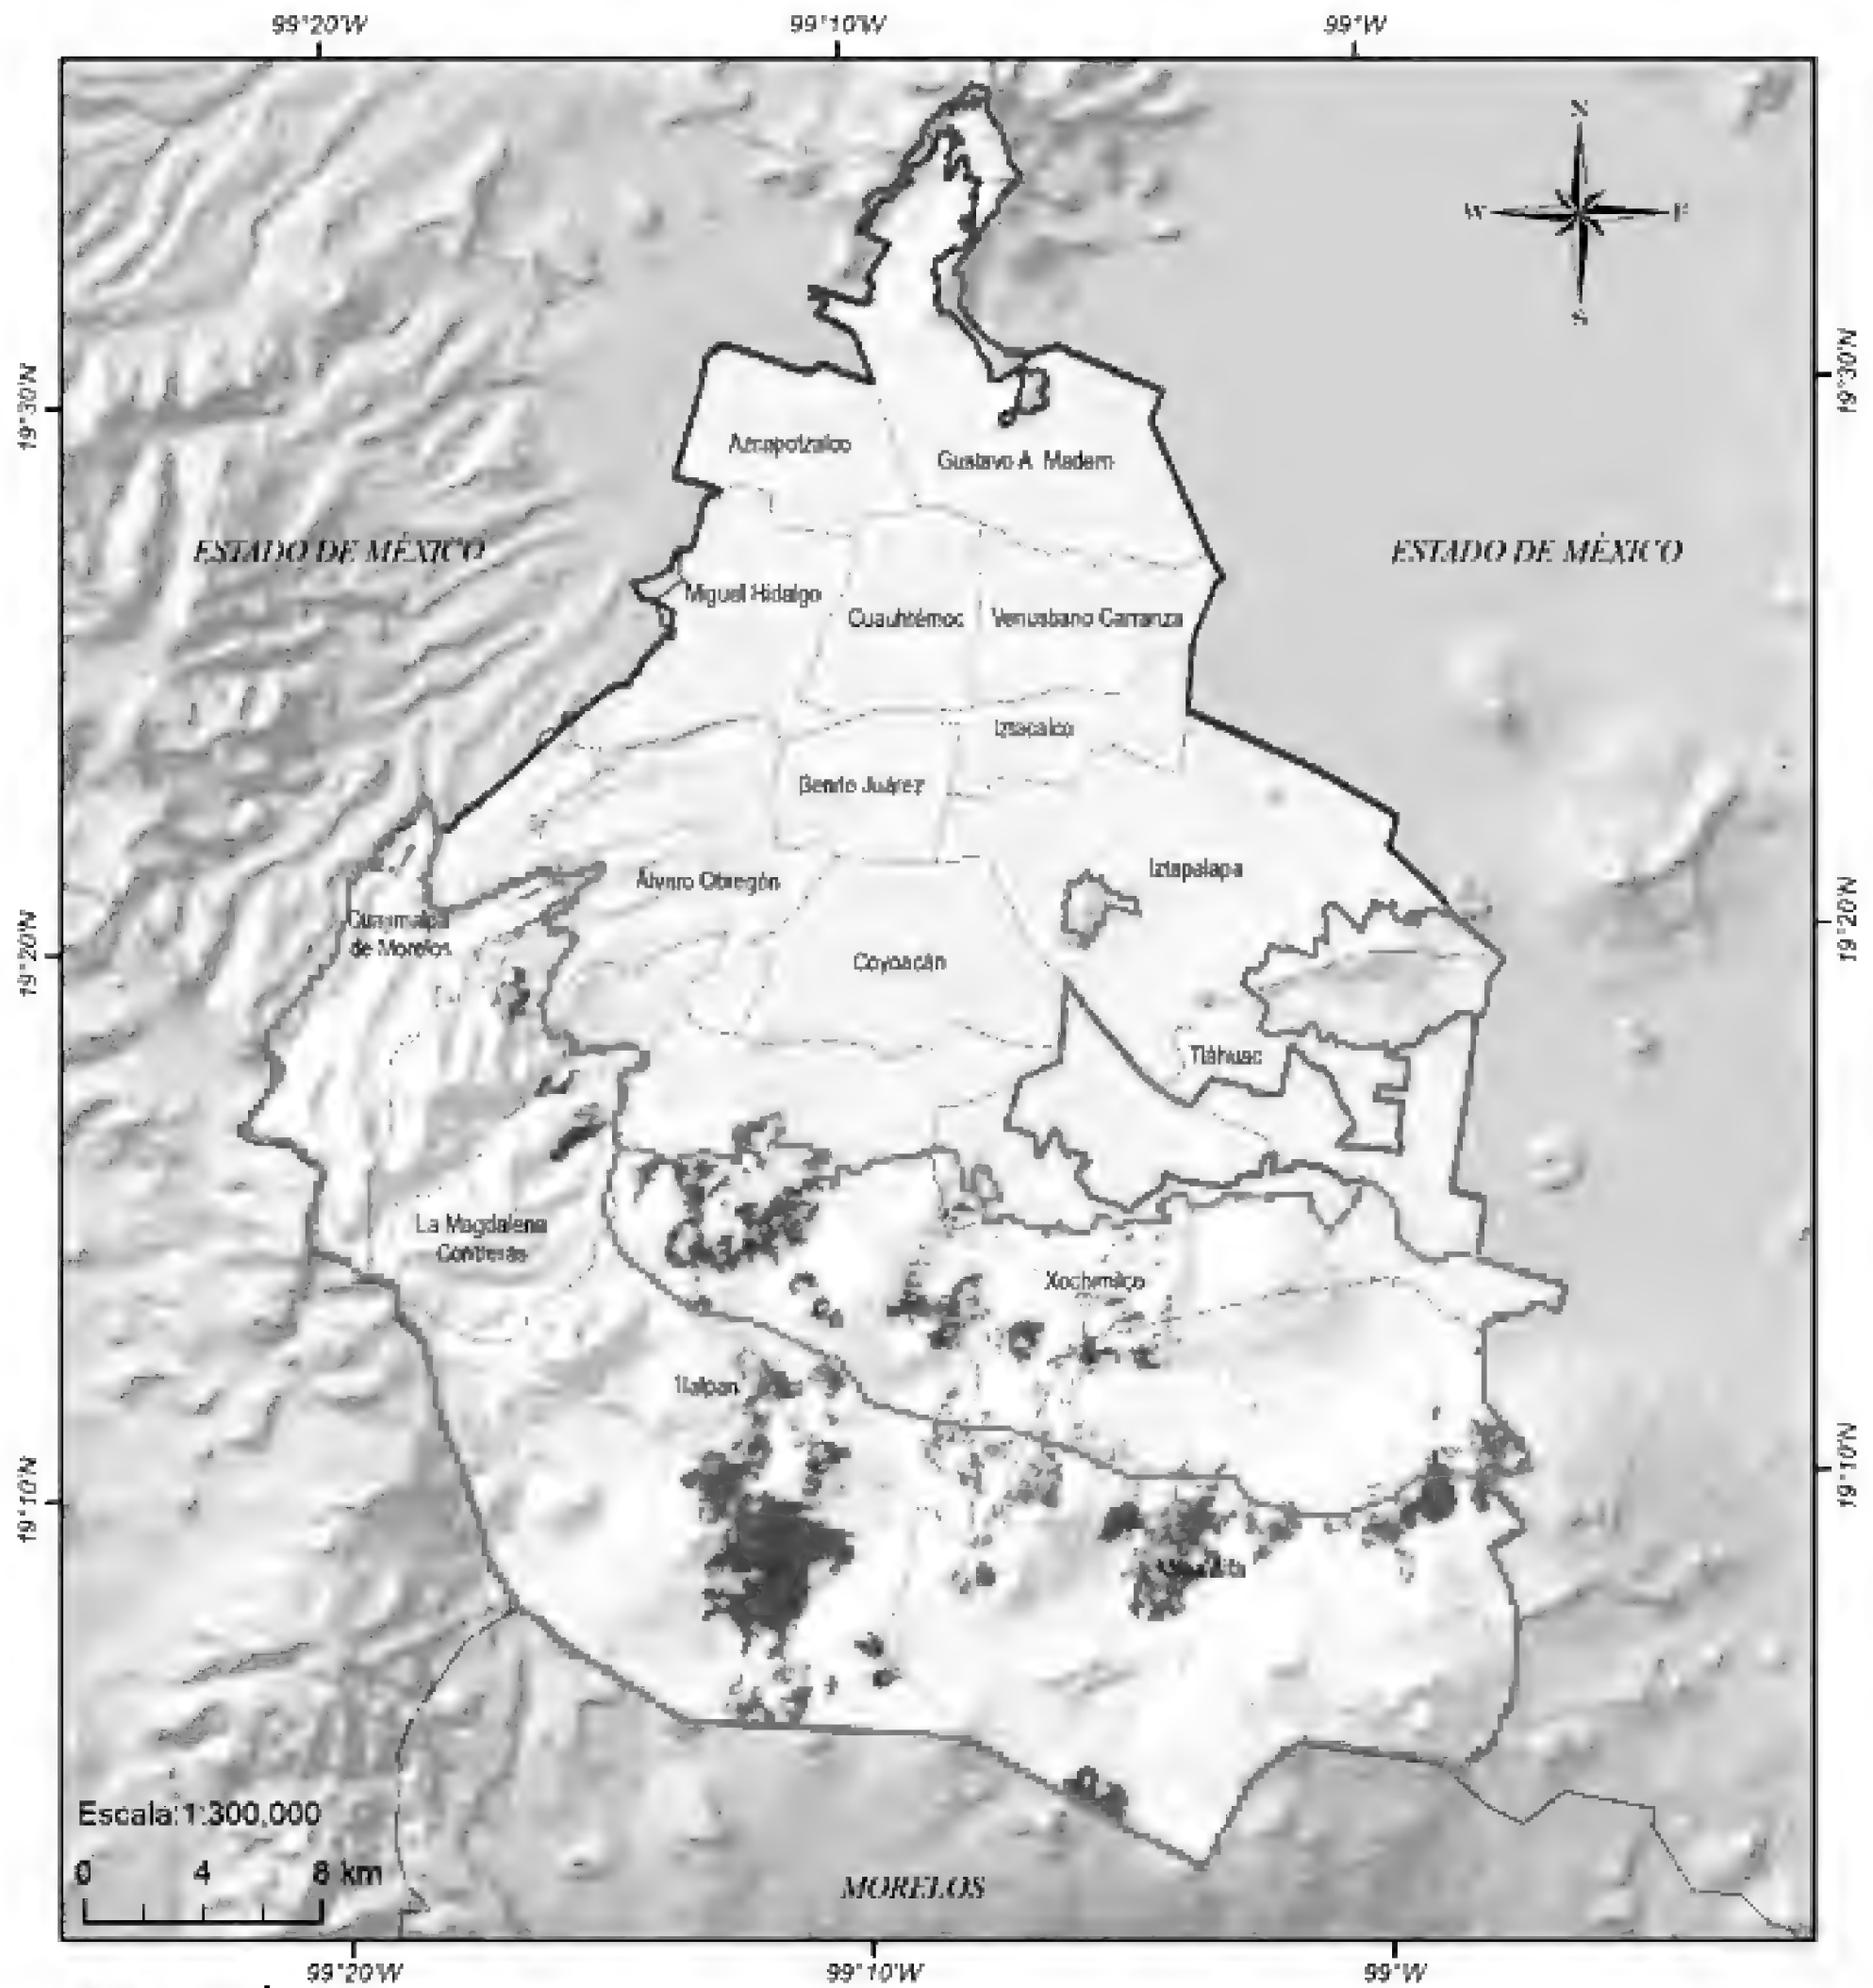 99°20'W 99°10'W 99°W
N
W E
S
19°30'N 19°30'N
Azcapotzalco
Gustavo A. Madero
ESTADO DE MÉXICO ESTADO DE MÉXICO
Miguel Hidalgo
Cuauhtémoc Venustiano Carranza
Iztacalco
Benito Juárez
Iztapalapa
Álvaro Obregón
Cuajimalpa
de Morelos
19°20'N 19°20'N
Coyoacán
Tláhuac
La Magdalena
Contreras
Xochimilco
Tlalpan
19°10'N 19°10'N
Escala:1:300,000
0 4 8 km
MORELOS
99°20'W 99°10'W 99°W